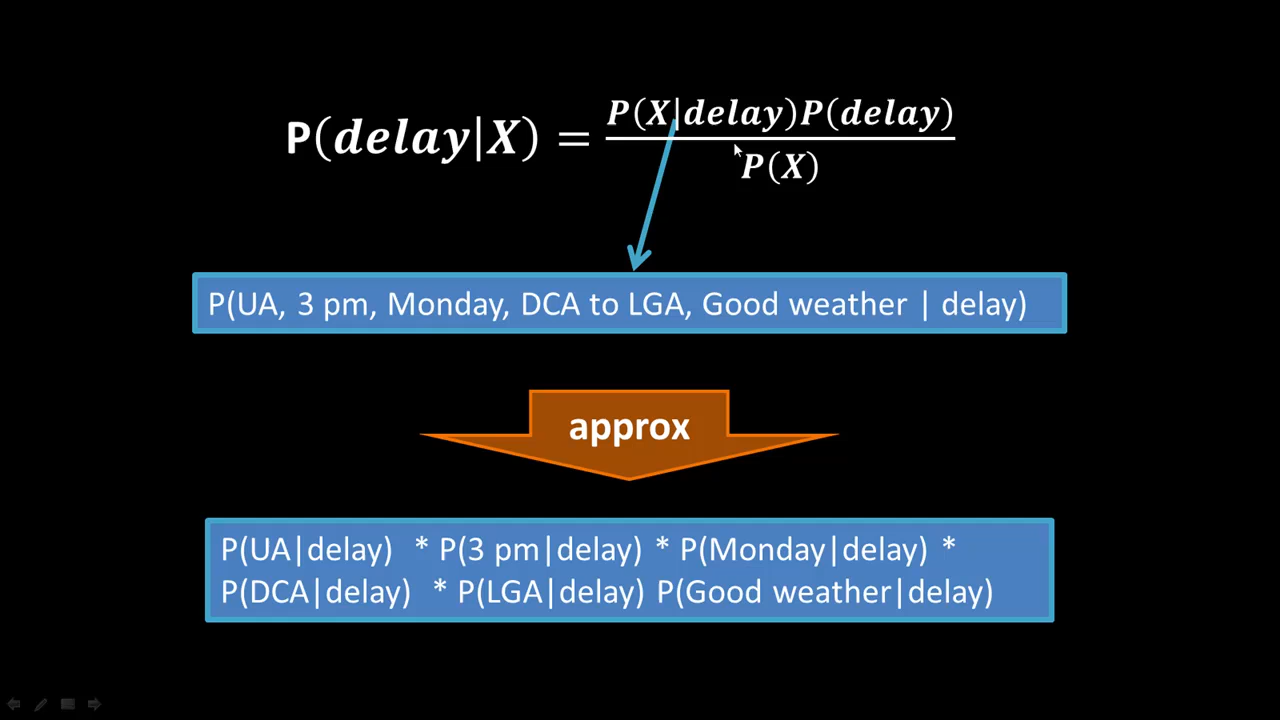 P(delay|X) = P(X|delay)P(delay) / P(X)
P(UA, 3 pm, Monday, DCA to LGA, Good weather | delay)
approx
P(UA|delay) * P(3 pm|delay) * P(Monday|delay) *
P(DCA|delay) * P(LGA|delay) P(Good weather|delay)